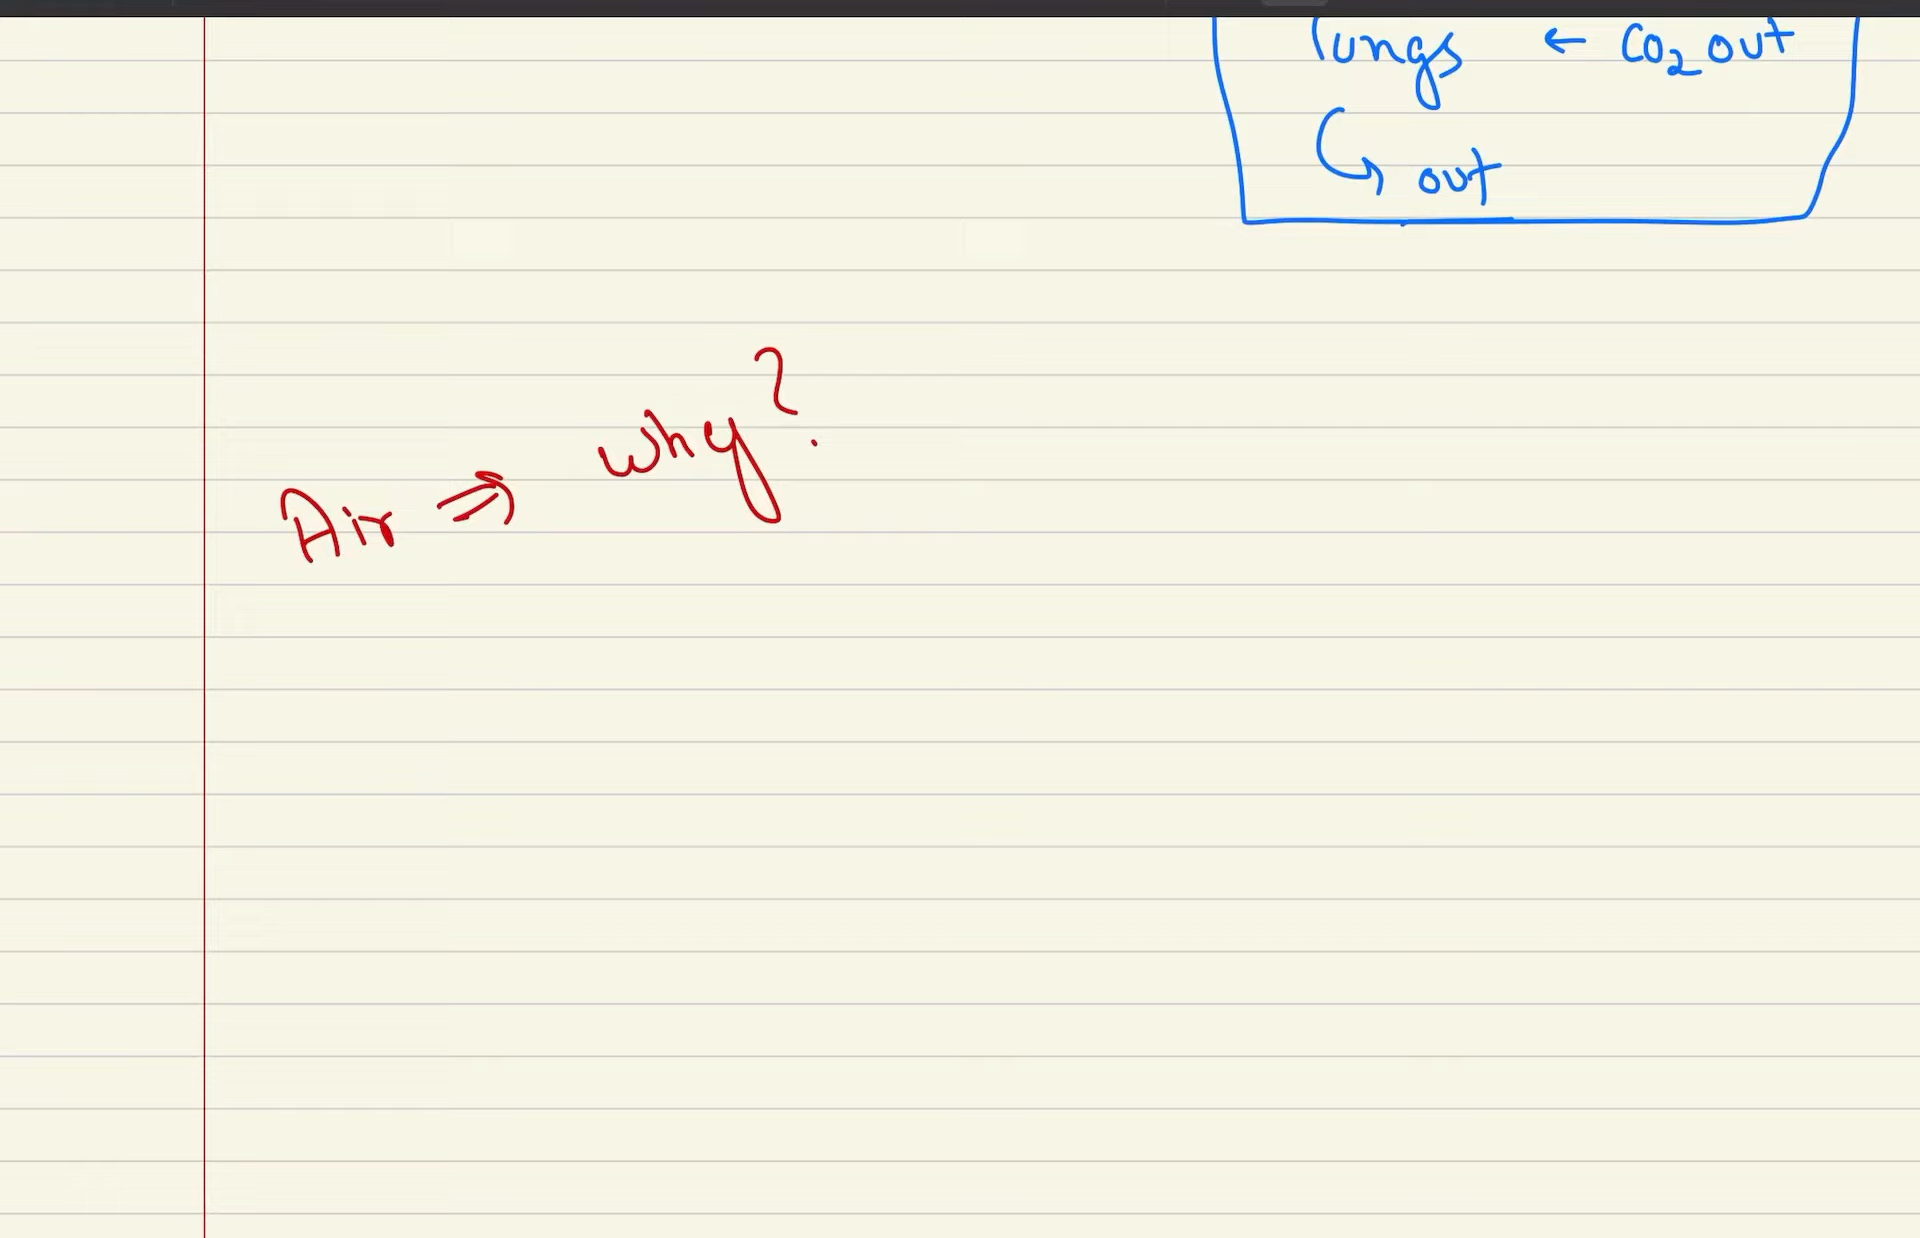 lungs ← CO₂ out
↳ out
Air ⇒ why?